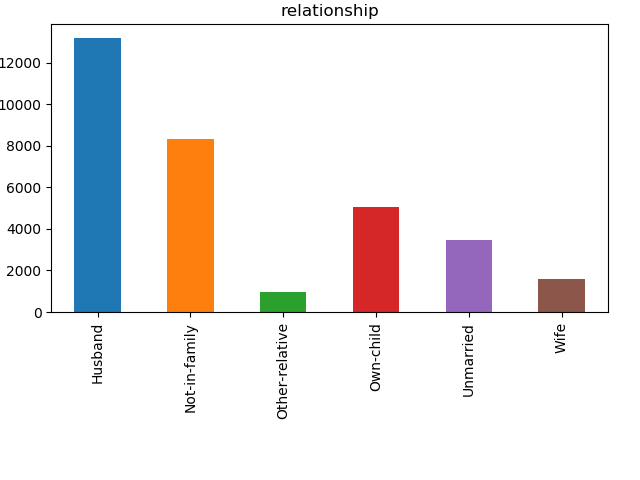 relationship
12000
10000
8000
6000
4000
2000
0
Husband
Not-in-family
Other-relative
Own-child
Unmarried
Wife